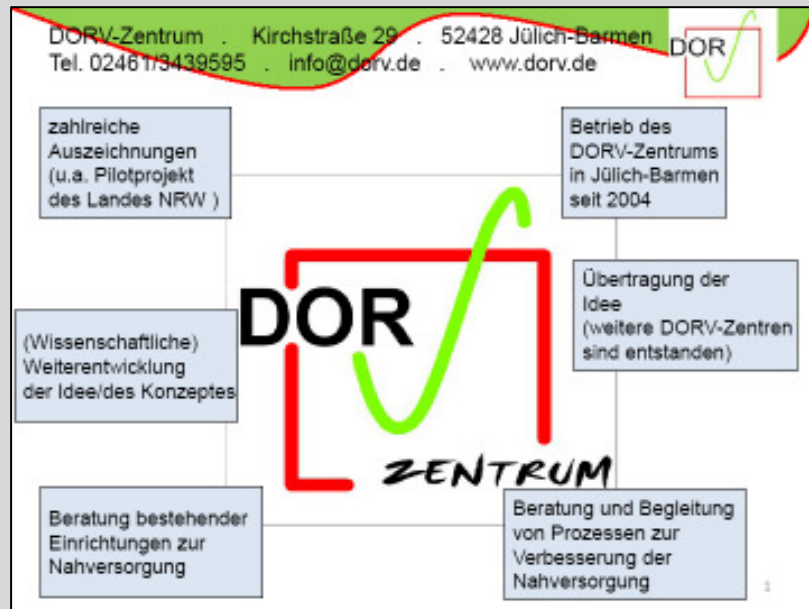 DORV-Zentrum . Kirchstraße 29 . 52428 Jülich-Barmen
Tel. 02461/3439595 . info@dorv.de . www.dorv.de
DOR
zahlreiche
Auszeichnungen
(u.a. Pilotprojekt
des Landes NRW )
Betrieb des
DORV-Zentrums
in Jülich-Barmen
seit 2004
Übertragung der
Idee
(weitere DORV-Zentren
sind entstanden)
DOR
ZENTRUM
(Wissenschaftliche)
Weiterentwicklung
der Idee/des Konzeptes
Beratung bestehender
Einrichtungen zur
Nahversorgung
Beratung und Begleitung
von Prozessen zur
Verbesserung der
Nahversorgung
1